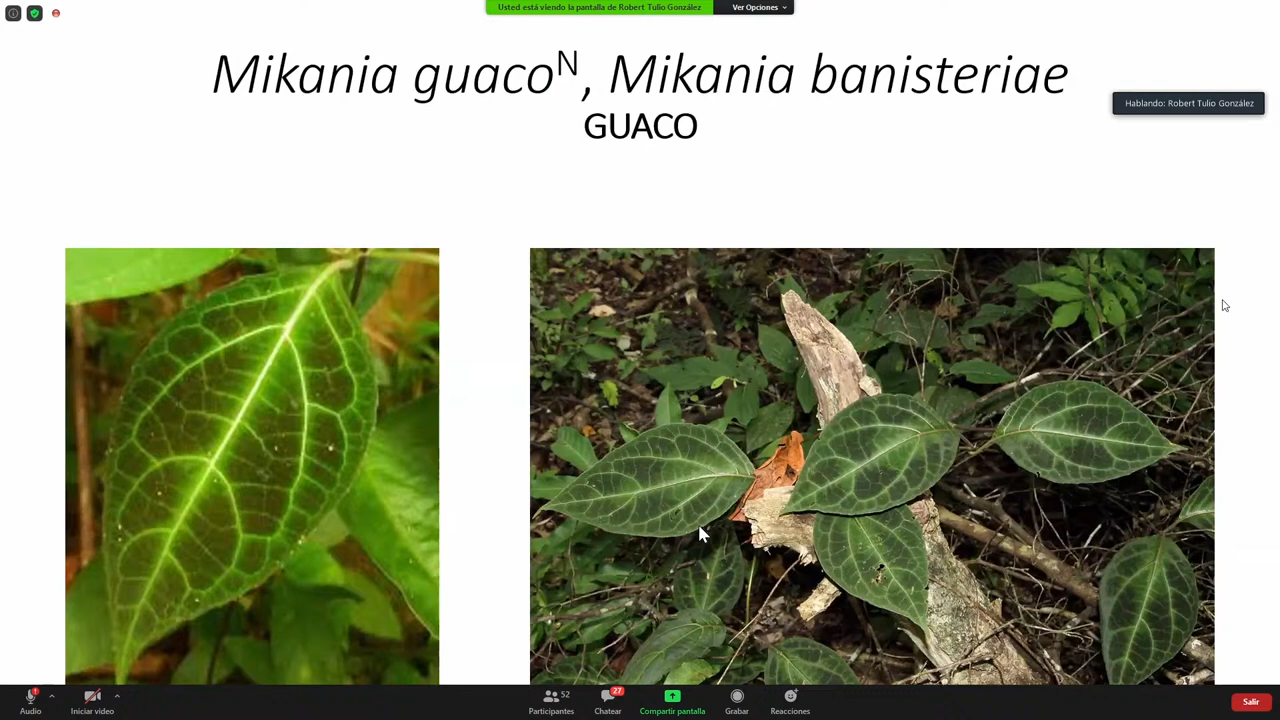 Usted está viendo la pantalla de Robert Tulio González
Ver Opciones
Mikania guacoᴺ, Mikania banisteriae
Hablando: Robert Tulio González
GUACO
Audio
Iniciar video
52
Participantes
27
Chatear
Compartir pantalla
Grabar
Reacciones
Salir